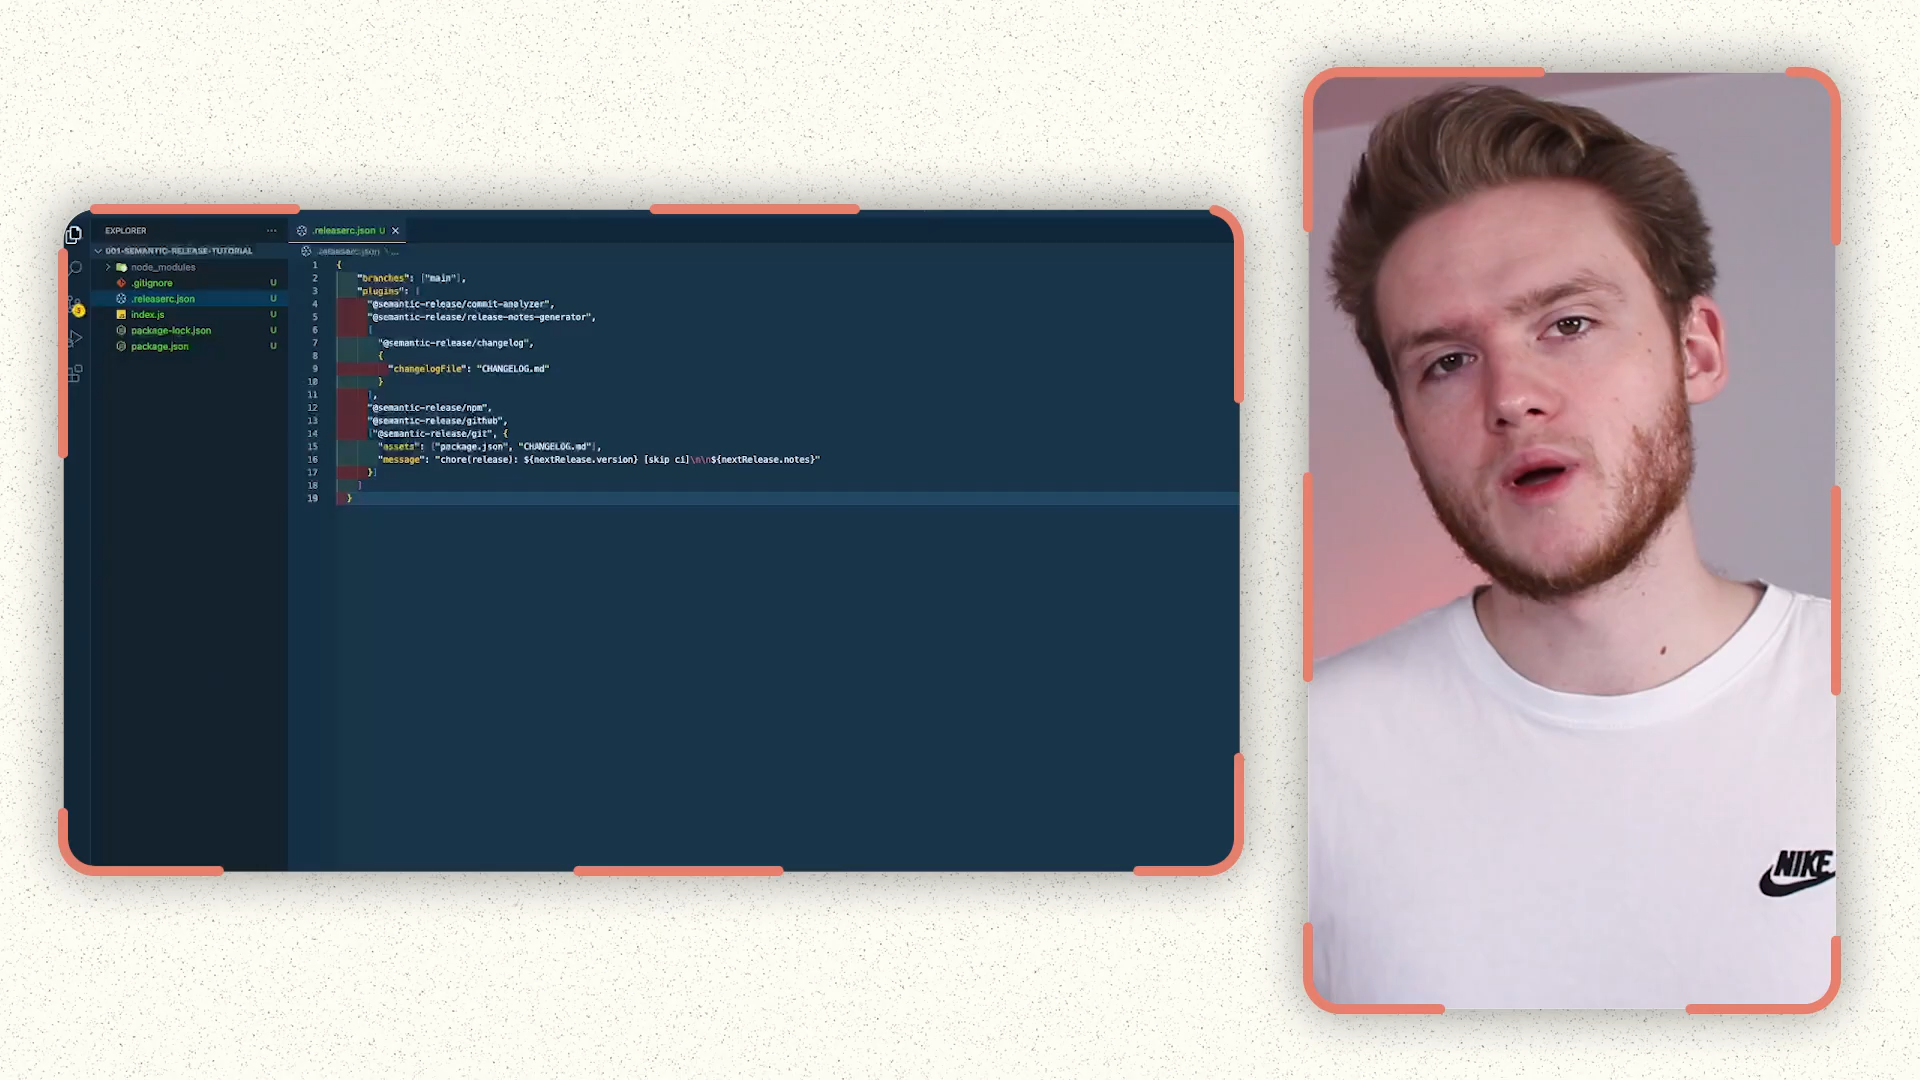 EXPLORER
001-SEMANTIC-RELEASE-TUTORIAL
node_modules
.gitignore U
.releaserc.json U
index.js U
package-lock.json U
package.json U
3
.releaserc.json U
.releaserc.json
1 {
2 "branches": ["main"],
3 "plugins": [
4 "@semantic-release/commit-analyzer",
5 "@semantic-release/release-notes-generator",
6 [
7 "@semantic-release/changelog",
8 {
9 "changelogFile": "CHANGELOG.md"
10 }
11 ],
12 "@semantic-release/npm",
13 "@semantic-release/github",
14 ["@semantic-release/git", {
15 "assets": ["package.json", "CHANGELOG.md"],
16 "message": "chore(release): ${nextRelease.version} [skip ci]\n\n${nextRelease.notes}"
17 }]
18 ]
19 }
NIKE